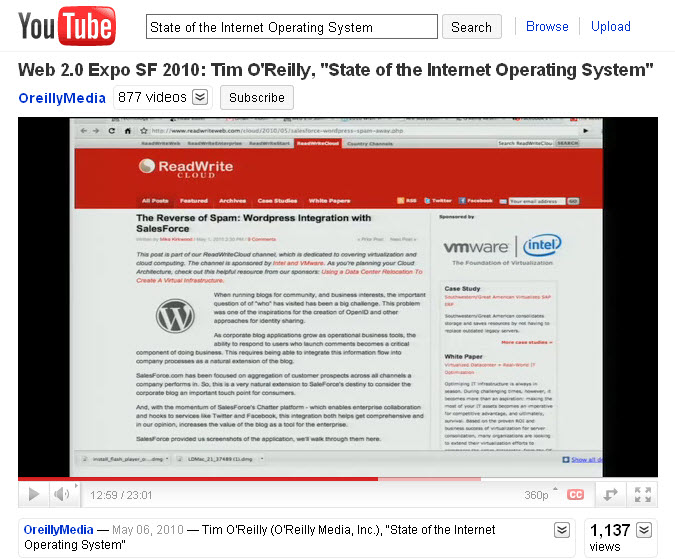 YouTube
State of the Internet Operating System
Search
Browse
Upload
Web 2.0 Expo SF 2010: Tim O'Reilly, "State of the Internet Operating System"
OreillyMedia
877 videos
Subscribe
http://www.readwriteweb.com/cloud/2010/05/salesforce-wordpress-spam-away.php
ReadWriteWeb ReadWriteEnterprise ReadWriteStart ReadWriteCloud Country Channels
Search ReadWriteCloud SEARCH
ReadWrite
CLOUD
All Posts Featured Archives Case Studies White Papers
RSS Twitter Facebook Your email address GO
The Reverse of Spam: Wordpress Integration with
SalesForce
Written by Mike Kirkwood / May 1, 2010 2:30 PM / 0 Comments
« Prior Post Next Post »
This post is part of our ReadWriteCloud channel, which is dedicated to covering virtualization and
cloud computing. The channel is sponsored by Intel and VMware. As you're planning your Cloud
Architecture, check out this helpful resource from our sponsors: Using a Data Center Relocation To
Create A Virtual Infrastructure.
When running blogs for community, and business interests, the important
question of of "who" has visited has been a big challenge. This problem
was one of the inspirations for the creation of OpenID and other
approaches for identity sharing.
As corporate blog applications grow as operational business tools, the
ability to respond to users who launch comments becomes a critical
component of doing business. This requires being able to integrate this information flow into
company processes as a natural extension of the blog.
SalesForce.com has been focused on aggregation of customer prospects across all channels a
company performs in. So, this is a very natural extension to SaleForce's destiny to consider the
corporate blog an important touch point for consumers.
And, with the momentum of SalesForce's Chatter platform - which enables enterprise collaboration
and hooks to services like Twitter and Facebook, this integration both helps get comprehensive and
in our opinion, increases the value of the blog as a tool for the enterprise.
SalesForce provided us screenshots of the application, we'll walk through them here.
Sponsored by
vmware intel
The Foundation of Virtualization
Case Study
Southwestern/Great American Virtualizes SAP
ERP
Southwestern/Great American consolidates
storage and saves resources by not having to
replace outdated legacy servers.
More case studies »
White Paper
Virtualized Datacenter = Real-World IT
Optimization
Optimizing IT infrastructure is always in
season. During challenging times, however, it
becomes more than an aspiration: making the
most of your IT assets becomes an imperative
for competitive advantage, and ultimately,
survival. Based on the proven ROI and
business success of virtualization for server
consolidation, many organizations are looking
to extend their virtualization efforts to
install_flash_player_o....dmg
LDMac_21_37489 (1).dmg
Show all d
12:59 / 23:01
360p CC
OreillyMedia — May 06, 2010 — Tim O'Reilly (O'Reilly Media, Inc.), "State of the Internet
Operating System"
1,137
views